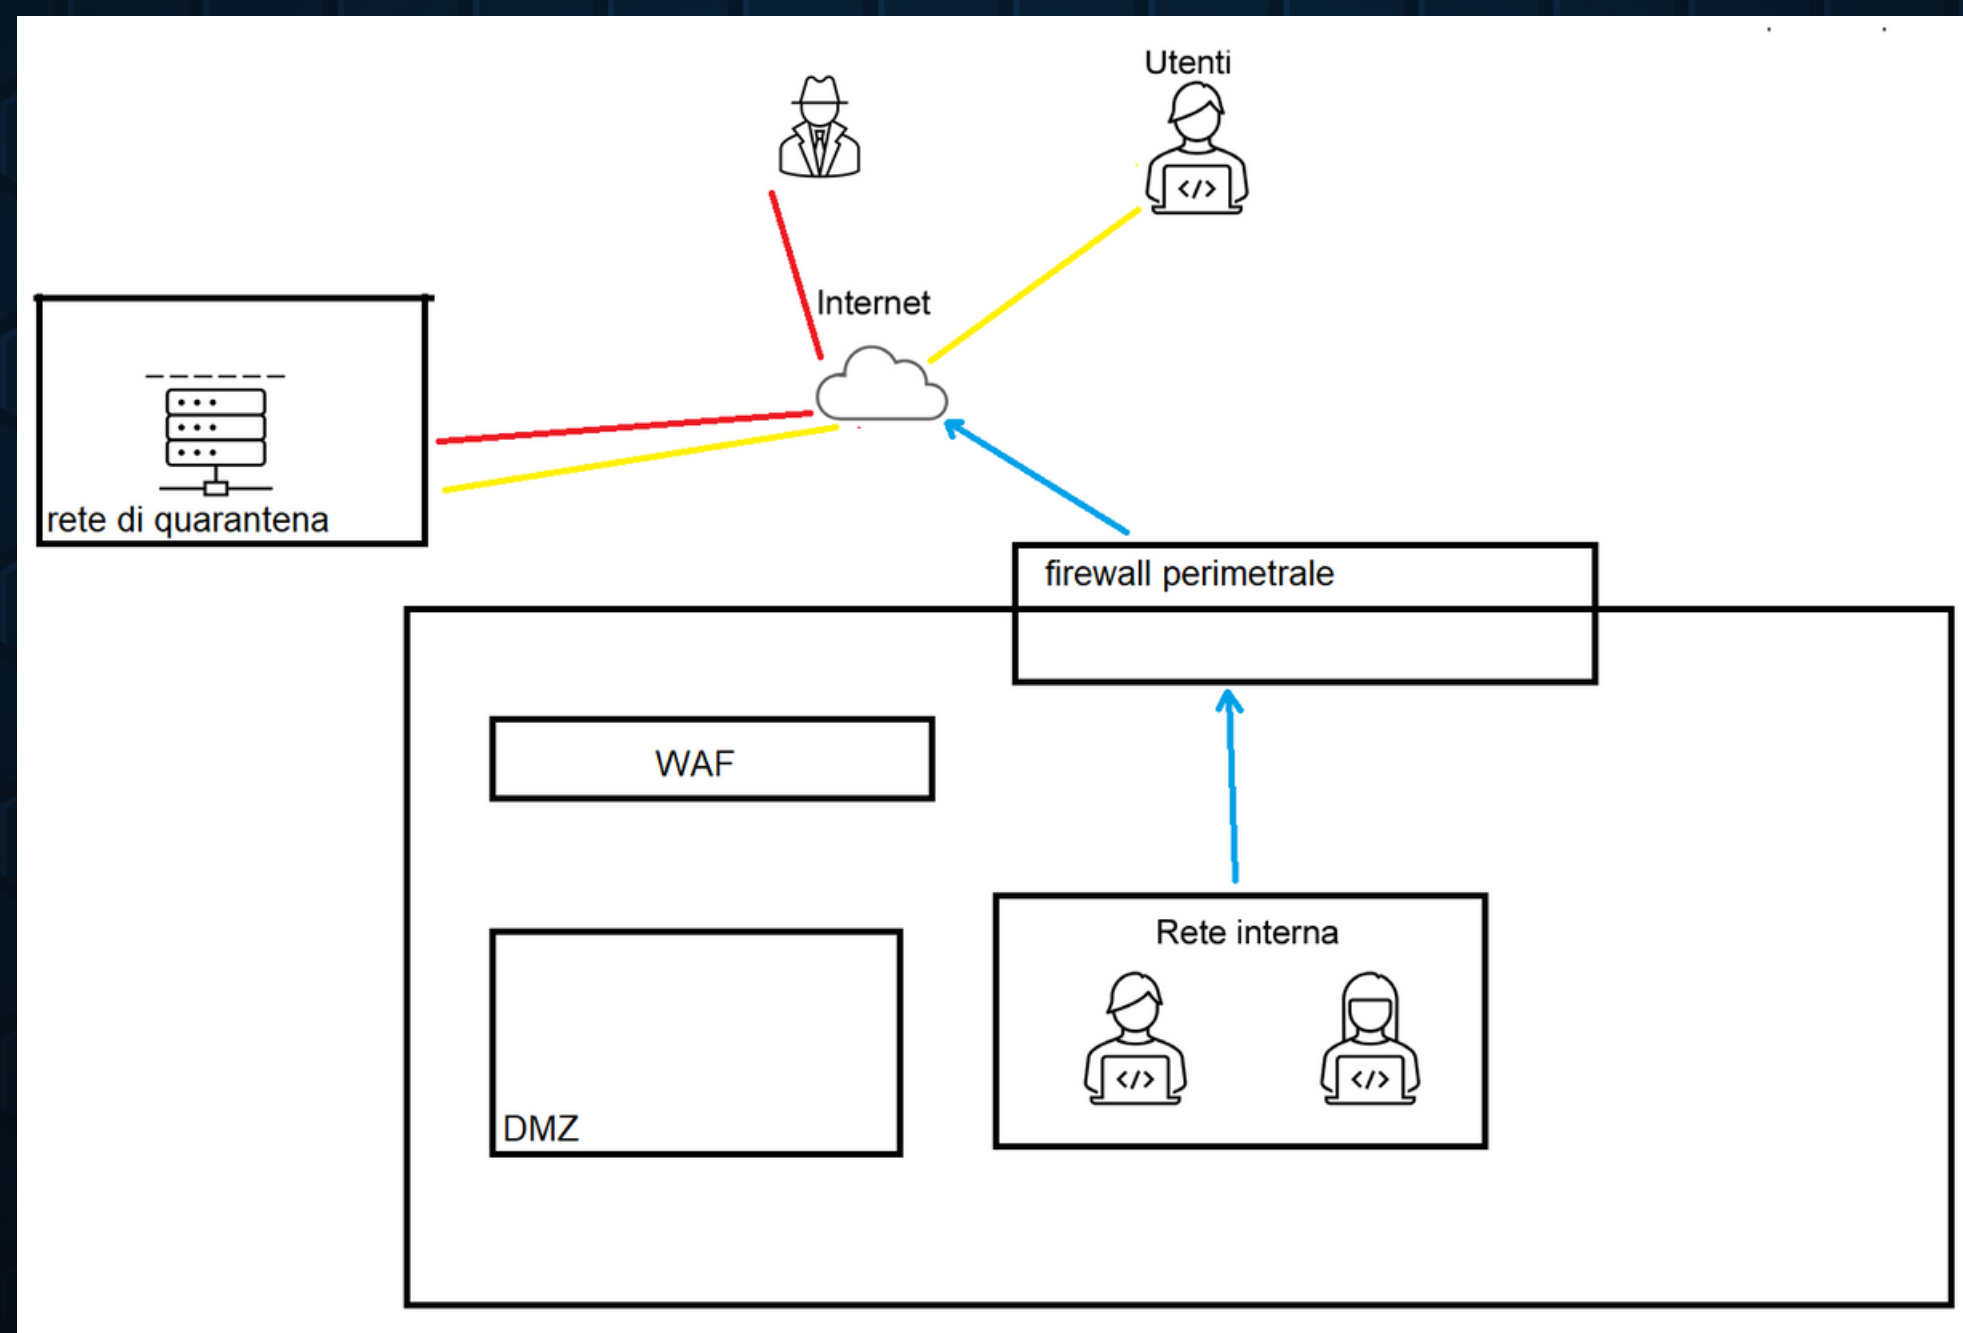 Utenti
</>
Internet
rete di quarantena
firewall perimetrale
WAF
Rete interna
</>
</>
DMZ